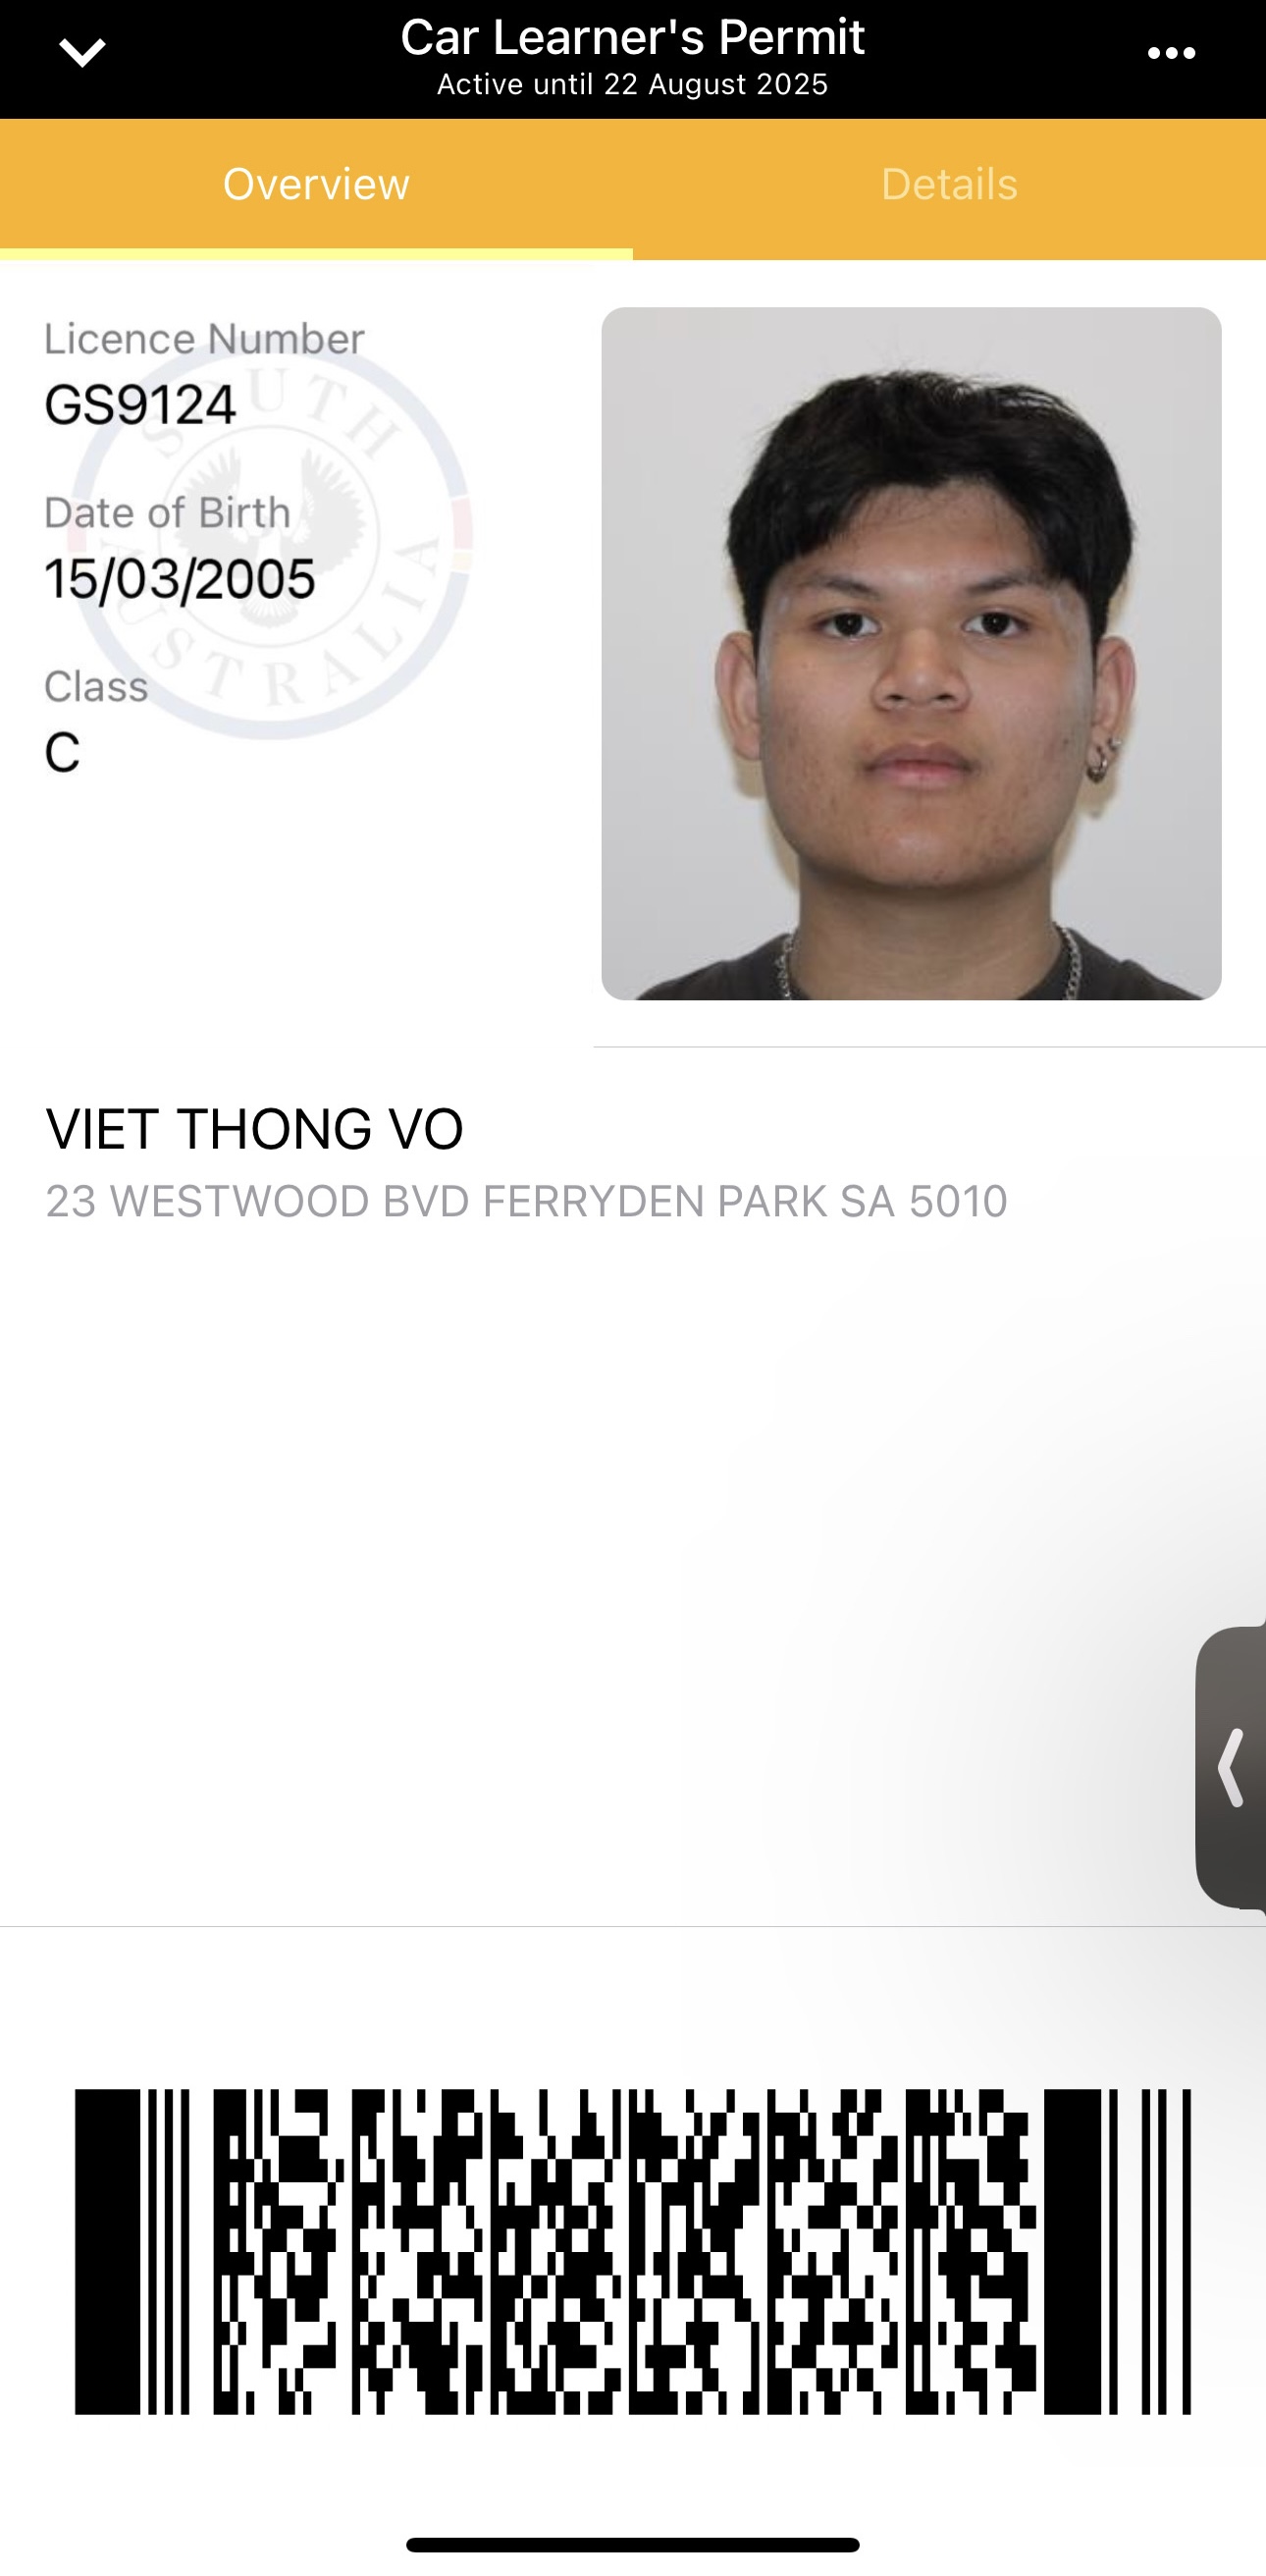 Car Learner's Permit
Active until 22 August 2025
Overview
Details
Licence Number
GS9124
Date of Birth
15/03/2005
Class
C
SOUTH AUSTRALIA
VIET THONG VO
23 WESTWOOD BVD FERRYDEN PARK SA 5010